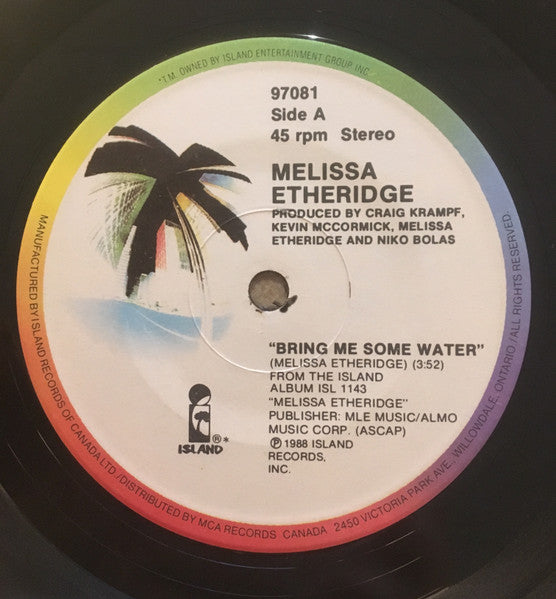 *T.M. OWNED BY ISLAND ENTERTAINMENT GROUP INC.
97081
Side A
45 rpm Stereo
MELISSA
ETHERIDGE
PRODUCED BY CRAIG KRAMPF,
KEVIN MCCORMICK, MELISSA
ETHERIDGE AND NIKO BOLAS
"BRING ME SOME WATER"
(MELISSA ETHERIDGE) (3:52)
FROM THE ISLAND
ALBUM ISL 1143
"MELISSA ETHERIDGE"
PUBLISHER: MLE MUSIC/ALMO
MUSIC CORP. (ASCAP)
℗ 1988 ISLAND
RECORDS,
INC.
ISLAND ®*
MANUFACTURED BY ISLAND RECORDS OF CANADA LTD./DISTRIBUTED BY MCA RECORDS CANADA 2450 VICTORIA PARK AVE. WILLOWDALE, ONTARIO/ALL RIGHTS RESERVED.